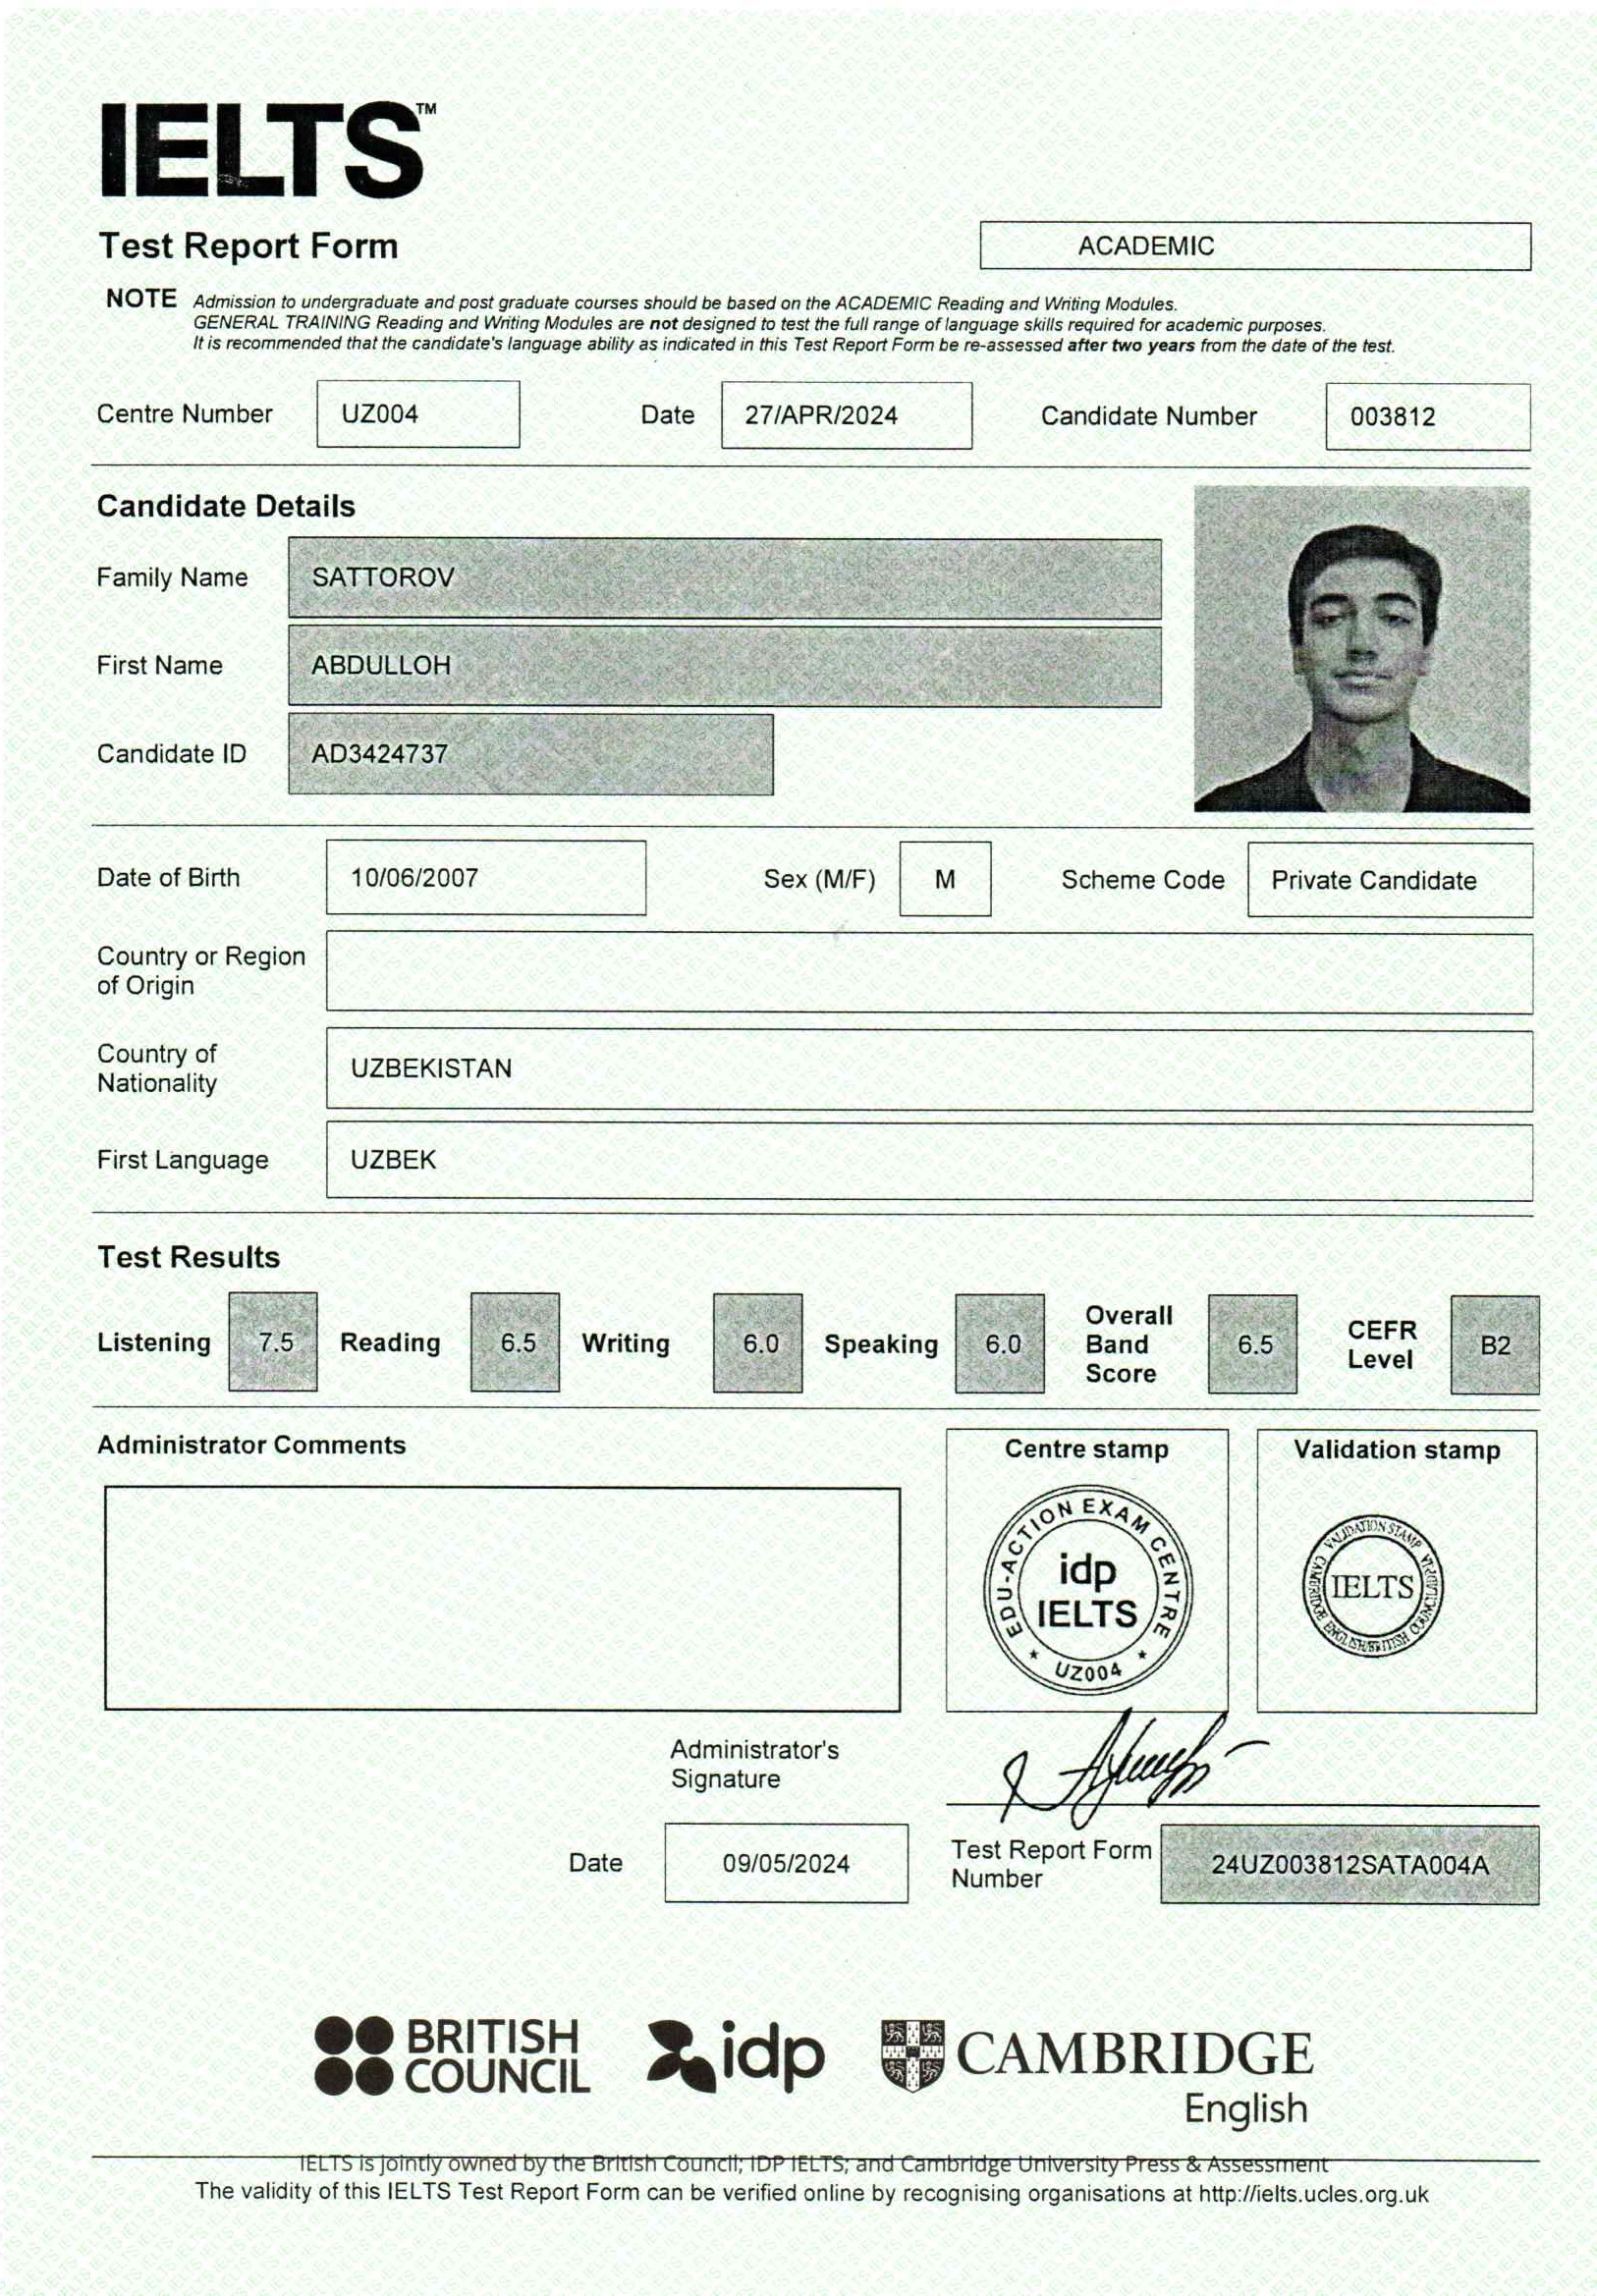 IELTS™
Test Report Form
ACADEMIC
NOTE Admission to undergraduate and post graduate courses should be based on the ACADEMIC Reading and Writing Modules.
GENERAL TRAINING Reading and Writing Modules are not designed to test the full range of language skills required for academic purposes.
It is recommended that the candidate's language ability as indicated in this Test Report Form be re-assessed after two years from the date of the test.
Centre Number UZ004 Date 27/APR/2024 Candidate Number 003812
Candidate Details
Family Name SATTOROV
First Name ABDULLOH
Candidate ID AD3424737
Date of Birth 10/06/2007 Sex (M/F) M Scheme Code Private Candidate
Country or Region
of Origin
Country of
Nationality
UZBEKISTAN
First Language UZBEK
Test Results
Listening 7.5 Reading 6.5 Writing 6.0 Speaking 6.0
Overall
Band
Score
6.5
CEFR
Level
B2
Administrator Comments
Centre stamp
EDU-ACTION EXAM CENTRE
idp
IELTS
★ UZ004 ★
Validation stamp
VALIDATION STAMP
CAMBRIDGE ENGLISH/BRITISH COUNCIL/IDP:IA
IELTS
Administrator's
Signature
Date 09/05/2024
Test Report Form
Number
24UZ003812SATA004A
BRITISH
COUNCIL
idp
CAMBRIDGE
English
IELTS is jointly owned by the British Council; IDP IELTS; and Cambridge University Press & Assessment
The validity of this IELTS Test Report Form can be verified online by recognising organisations at http://ielts.ucles.org.uk